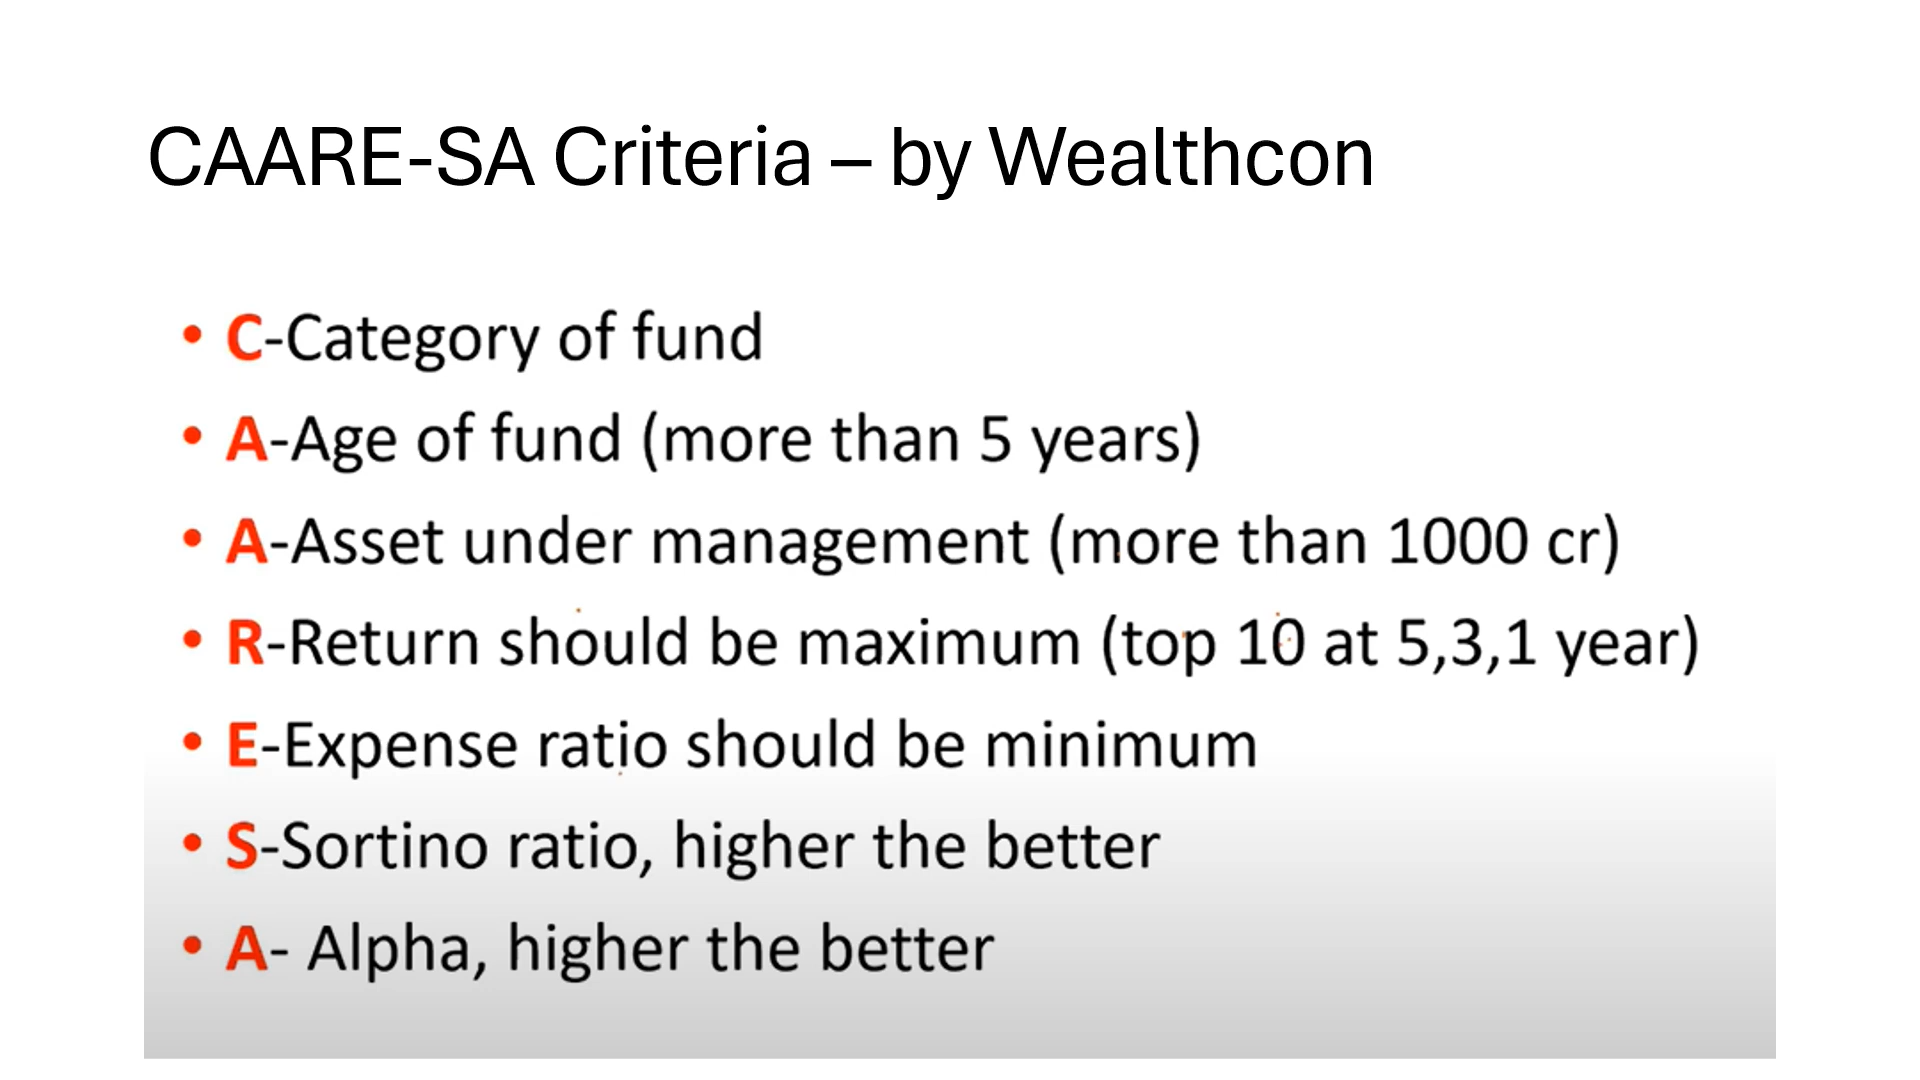 CAARE-SA Criteria – by Wealthcon
• C-Category of fund
• A-Age of fund (more than 5 years)
• A-Asset under management (more than 1000 cr)
• R-Return should be maximum (top 10 at 5,3,1 year)
• E-Expense ratio should be minimum
• S-Sortino ratio, higher the better
• A- Alpha, higher the better